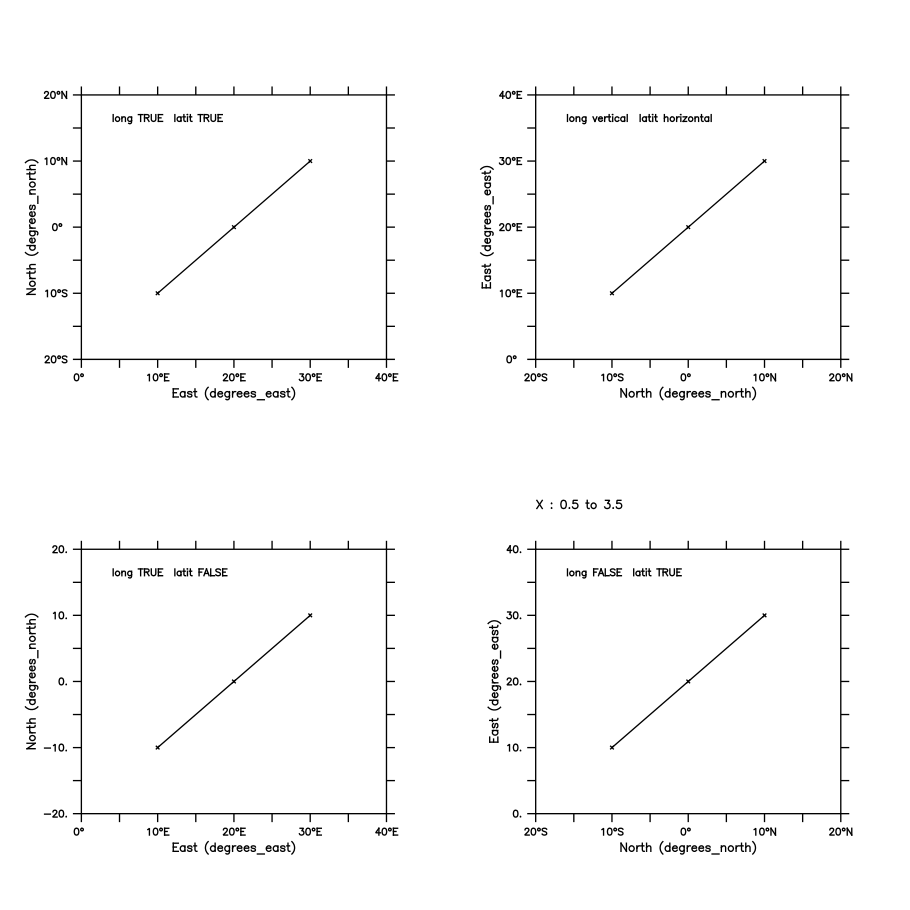 20°N
long TRUE latit TRUE
10°N
0°
10°S
20°S
North (degrees_north)
0° 10°E 20°E 30°E 40°E
East (degrees_east)
40°E
long vertical latit horizontal
30°E
20°E
10°E
0°
East (degrees_east)
20°S 10°S 0° 10°N 20°N
North (degrees_north)
20.
long TRUE latit FALSE
10.
0.
−10.
−20.
North (degrees_north)
0° 10°E 20°E 30°E 40°E
East (degrees_east)
X : 0.5 to 3.5
40.
long FALSE latit TRUE
30.
20.
10.
0.
East (degrees_east)
20°S 10°S 0° 10°N 20°N
North (degrees_north)